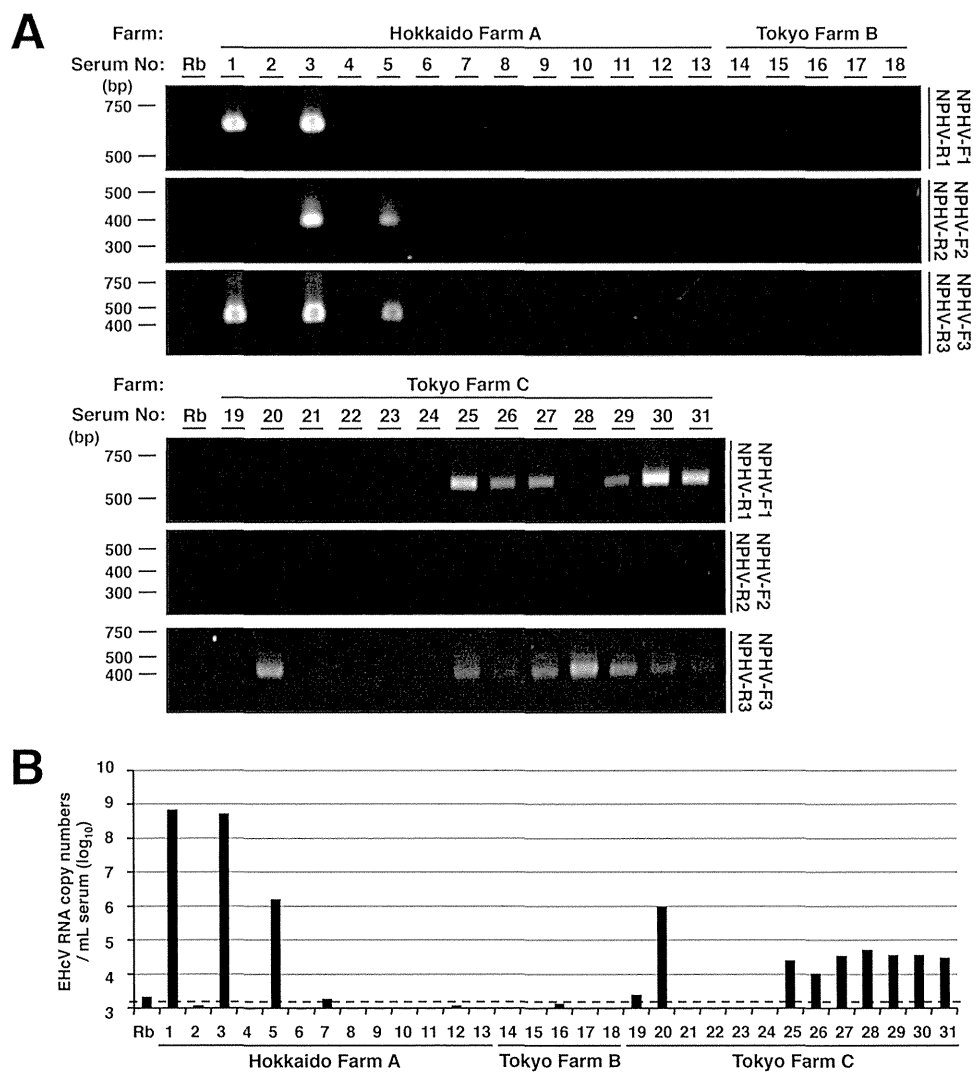 A
Farm: Hokkaido Farm A Tokyo Farm B
Serum No: Rb 1 2 3 4 5 6 7 8 9 10 11 12 13 14 15 16 17 18
(bp)
750
500
NPHV-F1
NPHV-R1
500
400
300
NPHV-F2
NPHV-R2
750
500
400
NPHV-F3
NPHV-R3
Farm: Tokyo Farm C
Serum No: Rb 19 20 21 22 23 24 25 26 27 28 29 30 31
(bp)
750
500
NPHV-F1
NPHV-R1
500
400
300
NPHV-F2
NPHV-R2
750
500
400
NPHV-F3
NPHV-R3
B
EHcV RNA copy numbers
/ mL serum (log10)
10
9
8
7
6
5
4
3
Rb 1 2 3 4 5 6 7 8 9 10 11 12 13 14 15 16 17 18 19 20 21 22 23 24 25 26 27 28 29 30 31
Hokkaido Farm A Tokyo Farm B Tokyo Farm C